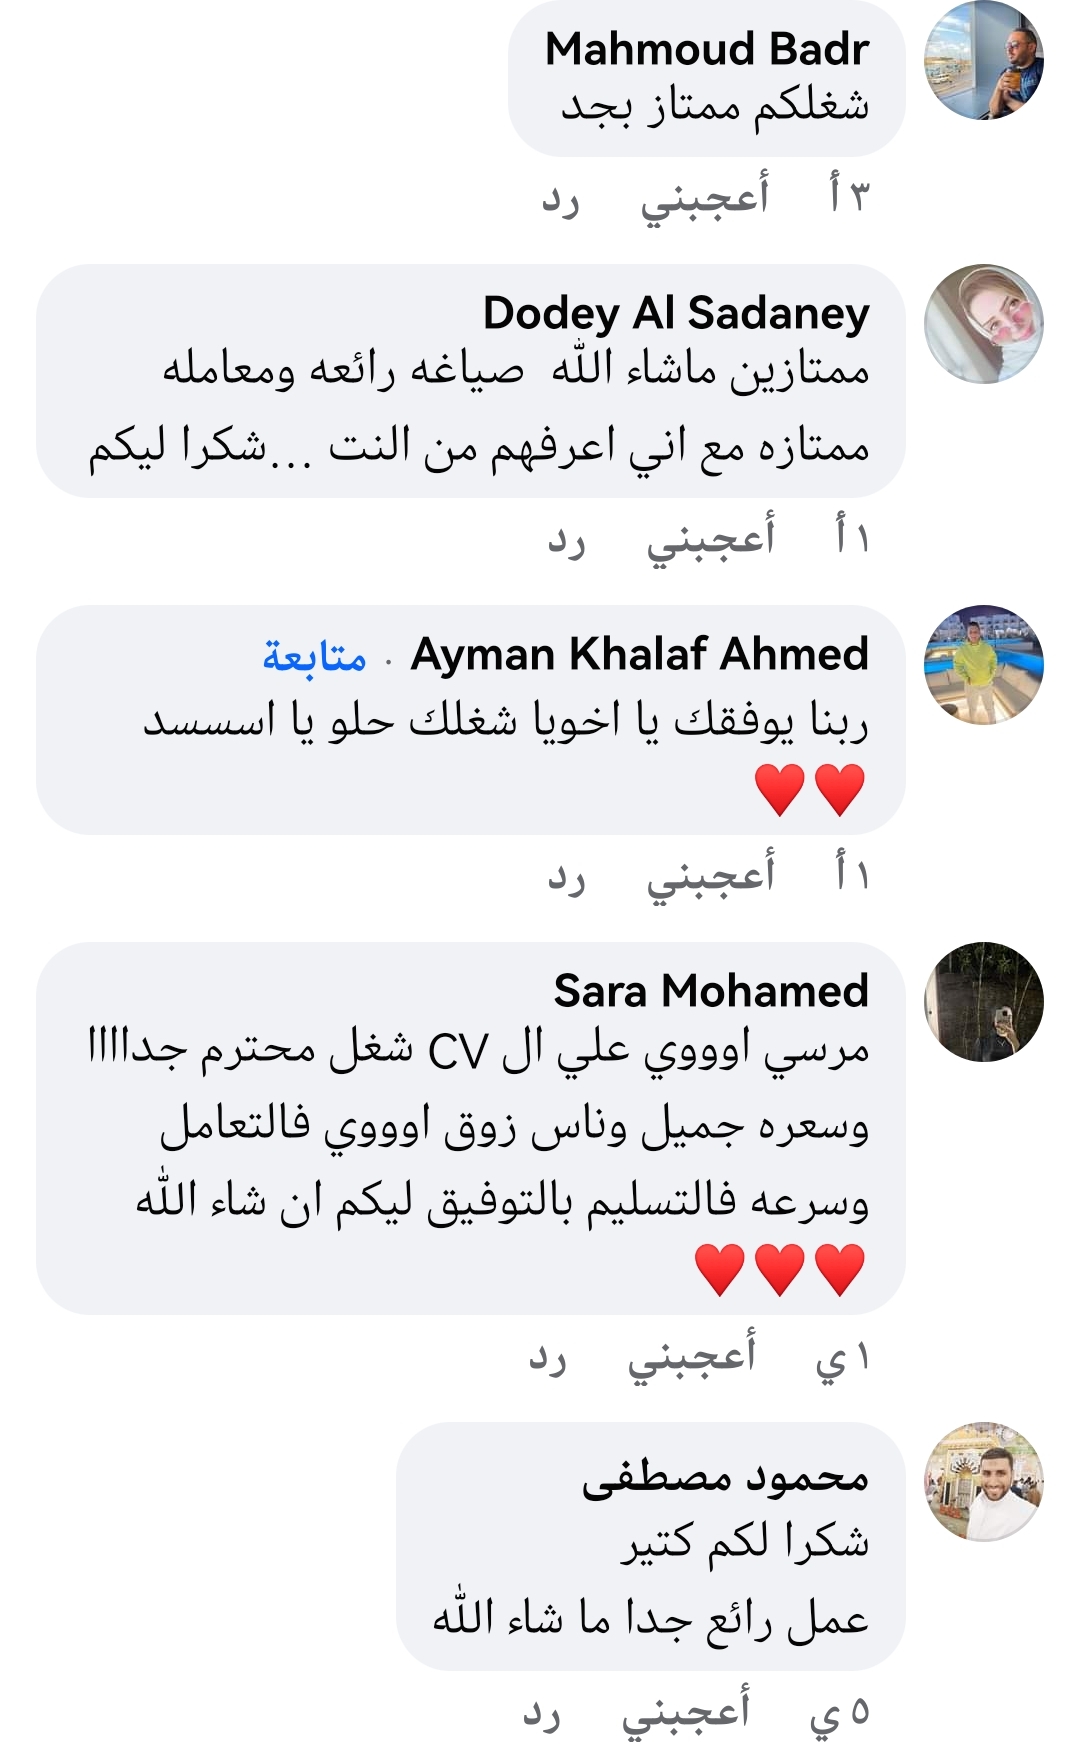 Mahmoud Badr
شغلكم ممتاز بجد
٣ أ أعجبني رد
Dodey Al Sadaney
ممتازين ماشاء الله صياغه رائعه ومعامله
ممتازه مع اني اعرفهم من النت ...شكرا ليكم
١ أ أعجبني رد
Ayman Khalaf Ahmed · متابعة
ربنا يوفقك يا اخويا شغلك حلو يا اسسسد
♥️♥️
١ أ أعجبني رد
Sara Mohamed
مرسي اوووي علي ال CV شغل محترم جداااا
وسعره جميل وناس زوق اوووي فالتعامل
وسرعه فالتسليم بالتوفيق ليكم ان شاء الله
♥️♥️♥️
١ ي أعجبني رد
محمود مصطفى
شكرا لكم كتير
عمل رائع جدا ما شاء الله
٥ ي أعجبني رد